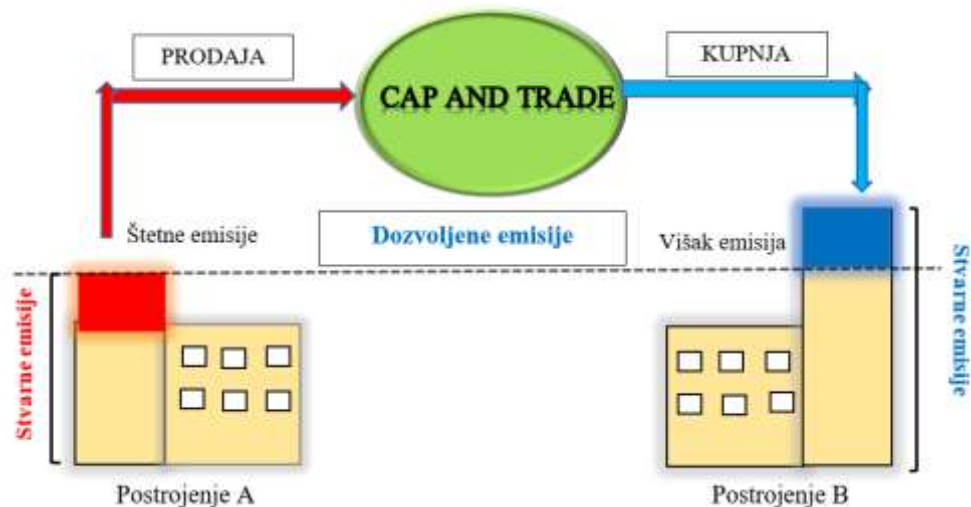 PRODAJA
CAP AND TRADE
KUPNJA
Štetne emisije
Dozvoljene emisije
Višak emisija
Stvarne emisije
Stvarne emisije
Postrojenje A
Postrojenje B